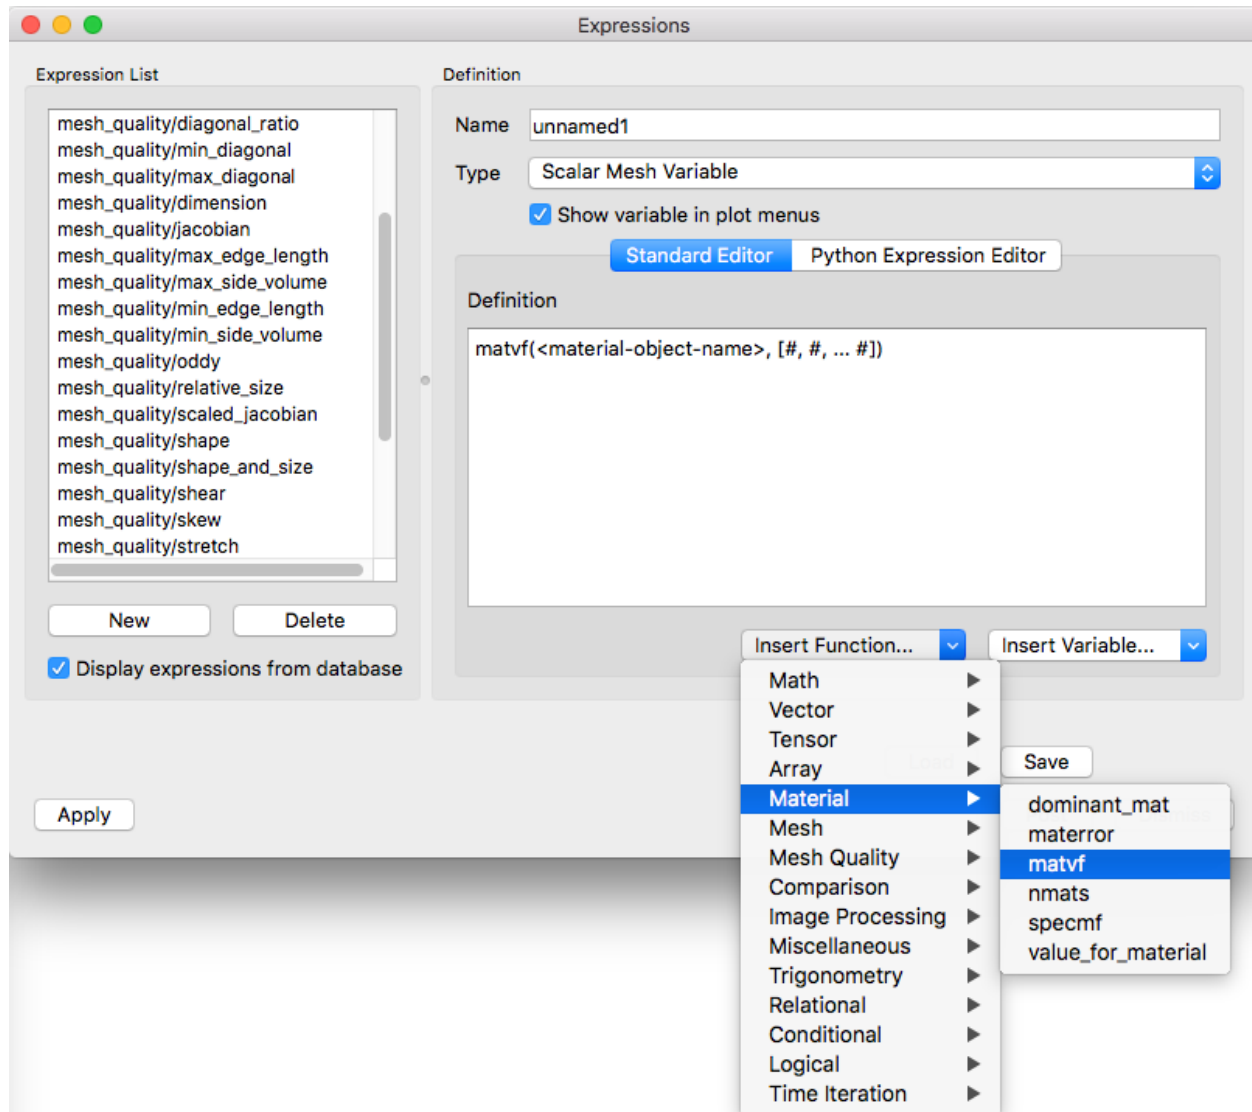 Expressions
Expression List
mesh_quality/diagonal_ratio
mesh_quality/min_diagonal
mesh_quality/max_diagonal
mesh_quality/dimension
mesh_quality/jacobian
mesh_quality/max_edge_length
mesh_quality/max_side_volume
mesh_quality/min_edge_length
mesh_quality/min_side_volume
mesh_quality/oddy
mesh_quality/relative_size
mesh_quality/scaled_jacobian
mesh_quality/shape
mesh_quality/shape_and_size
mesh_quality/shear
mesh_quality/skew
mesh_quality/stretch
New
Delete
Display expressions from database
Definition
Name
unnamed1
Type
Scalar Mesh Variable
Show variable in plot menus
Standard Editor
Python Expression Editor
Definition
matvf(<material-object-name>, [#, #, ... #])
Insert Function...
Insert Variable...
Math
Vector
Tensor
Array
Material
Mesh
Mesh Quality
Comparison
Image Processing
Miscellaneous
Trigonometry
Relational
Conditional
Logical
Time Iteration
Load
Save
dominant_mat
materror
matvf
nmats
specmf
value_for_material
Apply